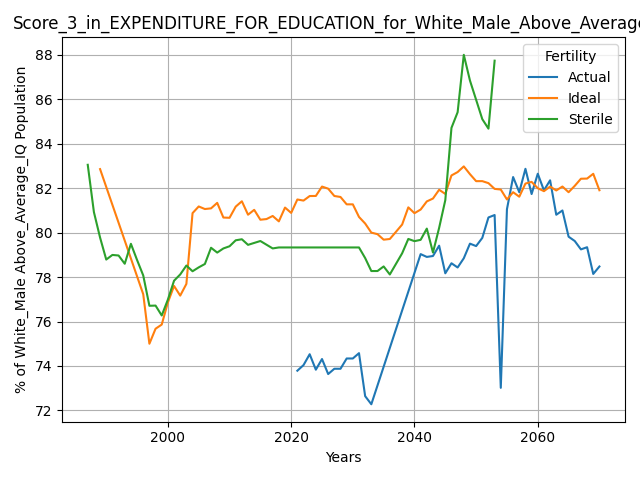 Score_3_in_EXPENDITURE_FOR_EDUCATION_for_White_Male_Above_Average
% of White_Male Above_Average_IQ Population
88
86
84
82
80
78
76
74
72
2000
2020
2040
2060
Years
Fertility
Actual
Ideal
Sterile